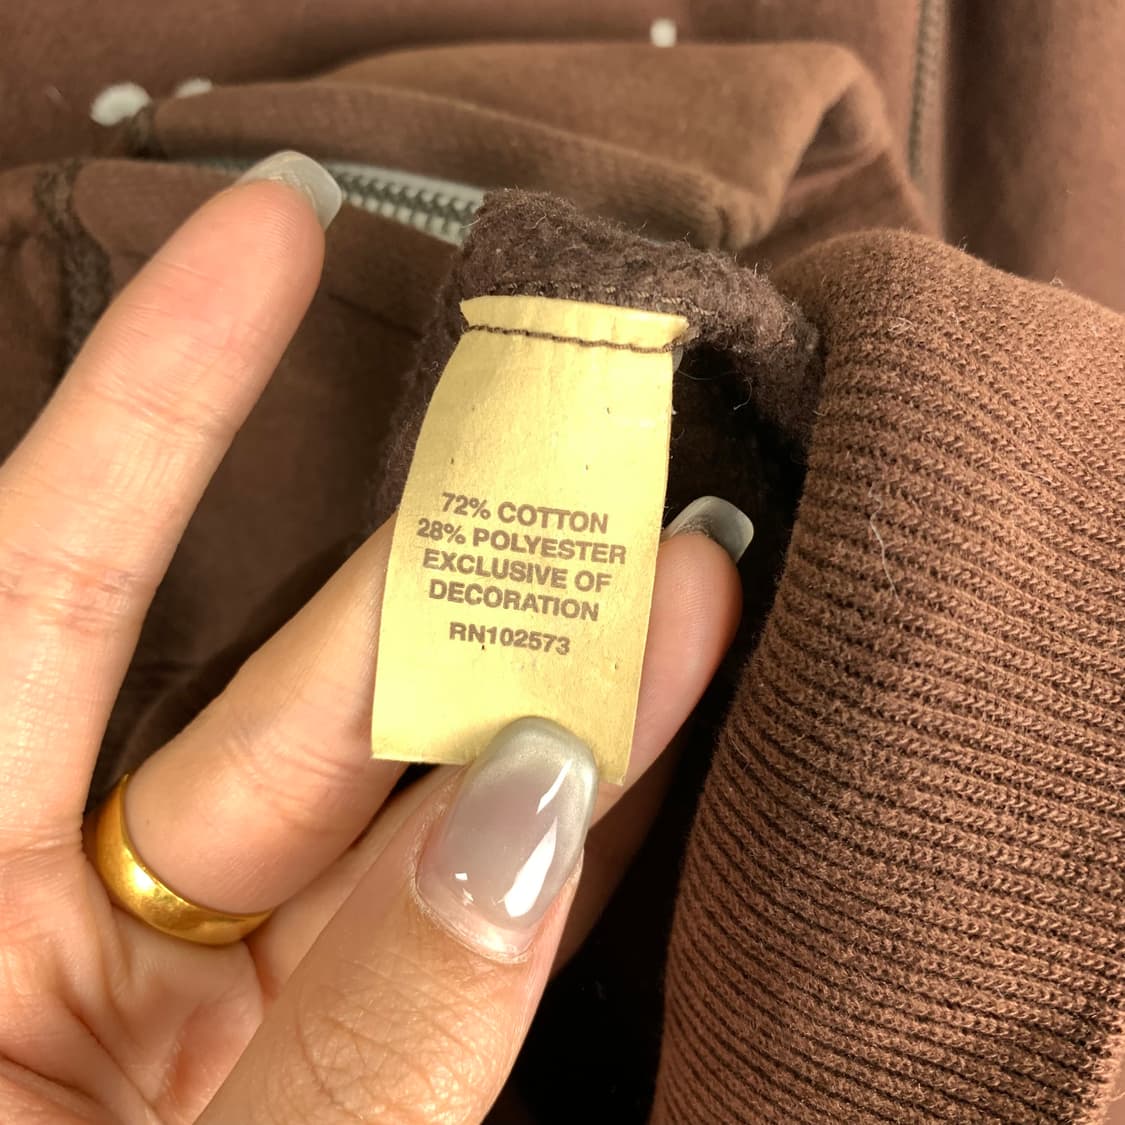 72% COTTON
28% POLYESTER
EXCLUSIVE OF
DECORATION
RN102573